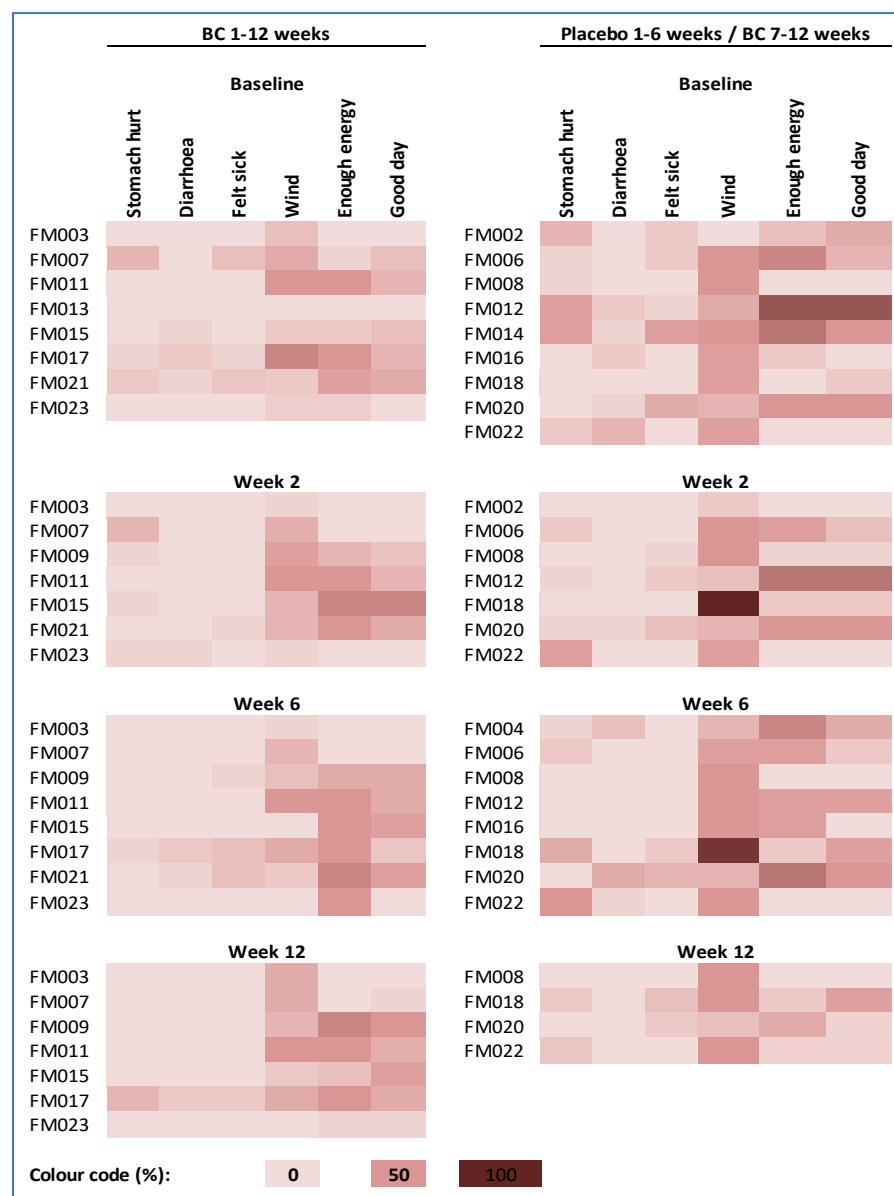 BC 1-12 weeks
Baseline
Stomach hurt
Diarrhoea
Felt sick
Wind
Enough energy
Good day
FM003
FM007
FM011
FM013
FM015
FM017
FM021
FM023
Week 2
FM003
FM007
FM009
FM011
FM015
FM021
FM023
Week 6
FM003
FM007
FM009
FM011
FM015
FM017
FM021
FM023
Week 12
FM003
FM007
FM009
FM011
FM015
FM017
FM023
Placebo 1-6 weeks / BC 7-12 weeks
Baseline
Stomach hurt
Diarrhoea
Felt sick
Wind
Enough energy
Good day
FM002
FM006
FM008
FM012
FM014
FM016
FM018
FM020
FM022
Week 2
FM002
FM006
FM008
FM012
FM018
FM020
FM022
Week 6
FM004
FM006
FM008
FM012
FM016
FM018
FM020
FM022
Week 12
FM008
FM018
FM020
FM022
Colour code (%): 0 50 100